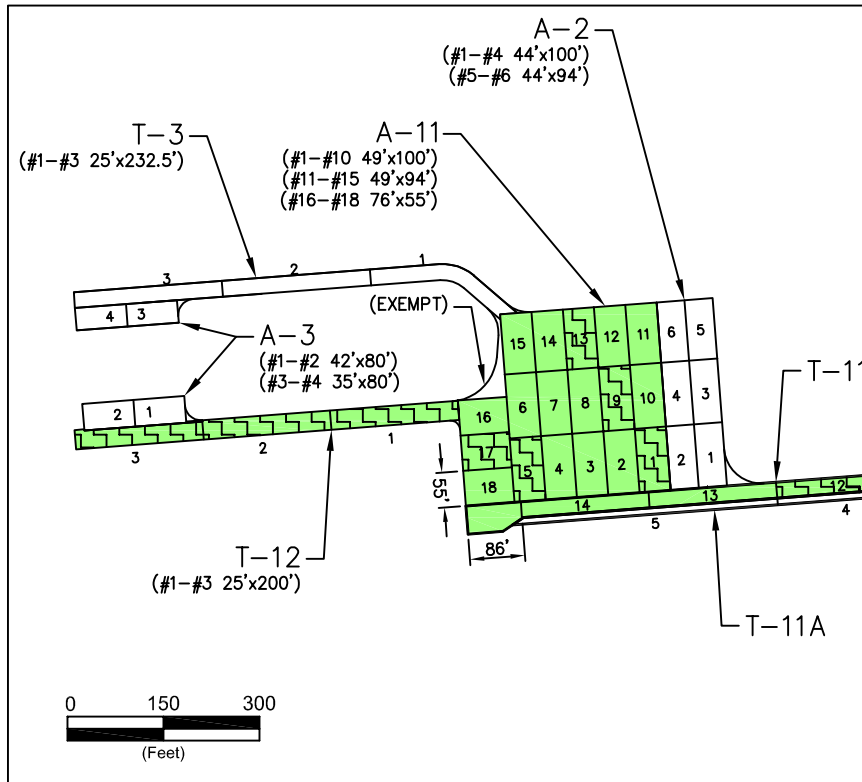 A-2
(#1-#4 44'x100')
(#5-#6 44'x94')
T-3
(#1-#3 25'x232.5')
A-11
(#1-#10 49'x100')
(#11-#15 49'x94')
(#16-#18 76'x55')
3 2 1
4 3
(EXEMPT)
15 14 13 12 11 6 5
A-3
(#1-#2 42'x80')
(#3-#4 35'x80')
T-11
2 1
6 7 8 9 10 4 3
16
3 2 1
17
5 4 3 2 1 2 1
18
55'
14 13 12
5 4
86'
T-12
(#1-#3 25'x200')
T-11A
0 150 300
(Feet)